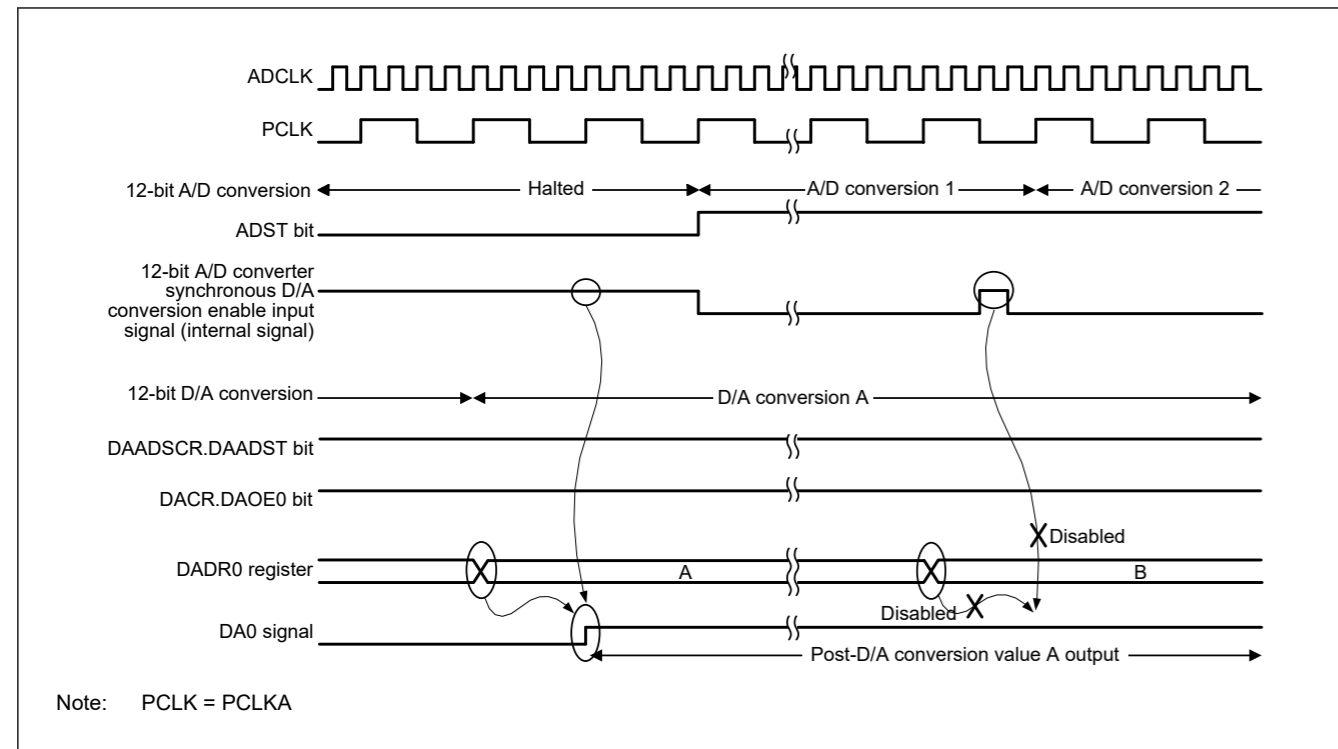 ADCLK
PCLK
12-bit A/D conversion
Halted
A/D conversion 1
A/D conversion 2
ADST bit
12-bit A/D converter
synchronous D/A
conversion enable input
signal (internal signal)
12-bit D/A conversion
D/A conversion A
DAADSCR.DAADST bit
DACR.DAOE0 bit
Disabled
DADR0 register
A
B
Disabled
DA0 signal
Post-D/A conversion value A output
Note: PCLK = PCLKA